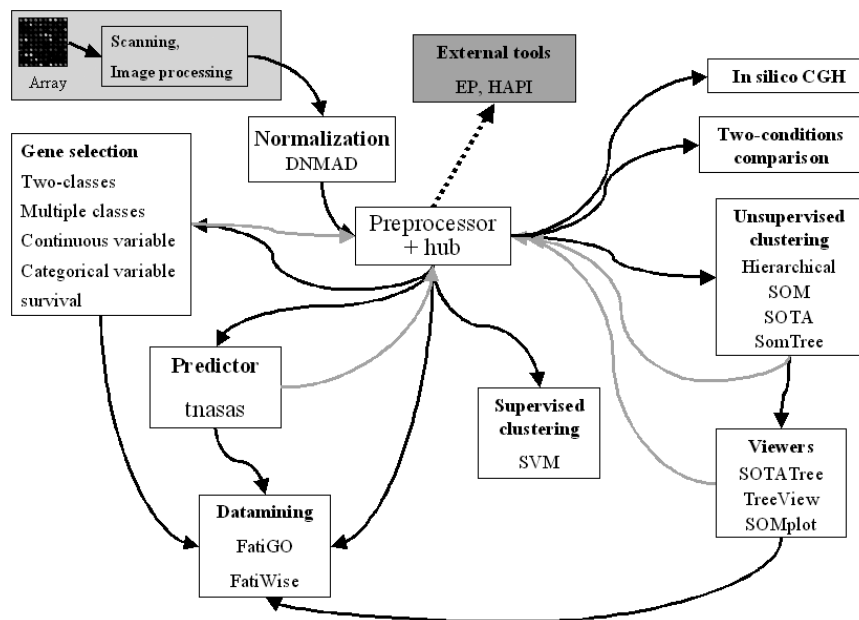 Scanning,
Image processing
Array
External tools
EP, HAPI
In silico CGH
Two-conditions
comparison
Normalization
DNMAD
Gene selection
Two-classes
Multiple classes
Continuous variable
Categorical variable
survival
Preprocessor
+ hub
Unsupervised
clustering
Hierarchical
SOM
SOTA
SomTree
Predictor
tnasas
Supervised
clustering
SVM
Viewers
SOTATree
TreeView
SOMplot
Datamining
FatiGO
FatiWise